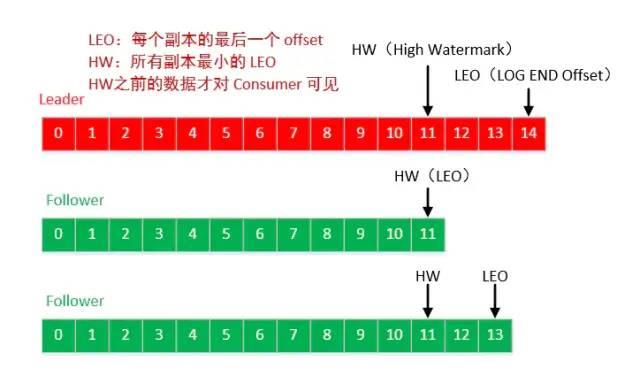 LEO：每个副本的最后一个 offset
HW：所有副本最小的 LEO
HW之前的数据才对 Consumer 可见
HW（High Watermark）
LEO（LOG END Offset）
Leader
0 1 2 3 4 5 6 7 8 9 10 11 12 13 14
HW（LEO）
Follower
0 1 2 3 4 5 6 7 8 9 10 11
HW LEO
Follower
0 1 2 3 4 5 6 7 8 9 10 11 12 13